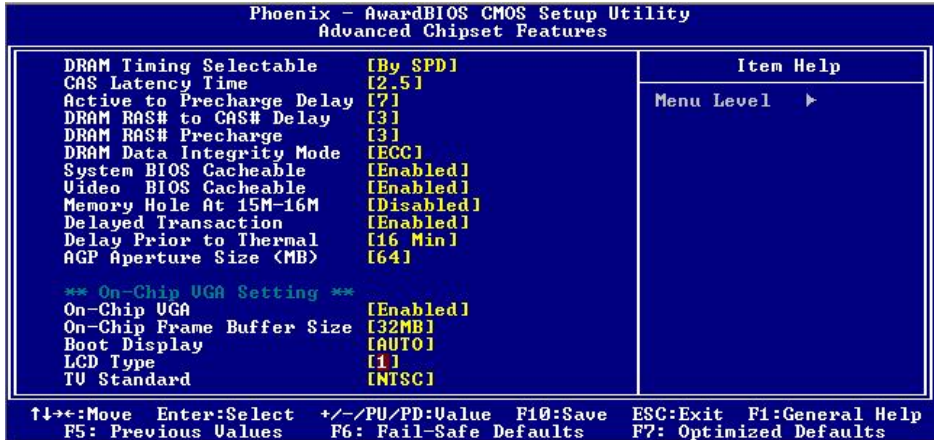 Phoenix - AwardBIOS CMOS Setup Utility
Advanced Chipset Features
DRAM Timing Selectable [By SPD]
CAS Latency Time [2.5]
Active to Precharge Delay [7]
DRAM RAS# to CAS# Delay [3]
DRAM RAS# Precharge [3]
DRAM Data Integrity Mode [ECC]
System BIOS Cacheable [Enabled]
Video BIOS Cacheable [Enabled]
Memory Hole At 15M-16M [Disabled]
Delayed Transaction [Enabled]
Delay Prior to Thermal [16 Min]
AGP Aperture Size (MB) [64]
** On-Chip VGA Setting **
On-Chip VGA [Enabled]
On-Chip Frame Buffer Size [32MB]
Boot Display [AUTO]
LCD Type [1]
TV Standard [NTSC]
Item Help
Menu Level ►
↑↓→←:Move Enter:Select +/-/PU/PD:Value F10:Save ESC:Exit F1:General Help
F5: Previous Values F6: Fail-Safe Defaults F7: Optimized Defaults